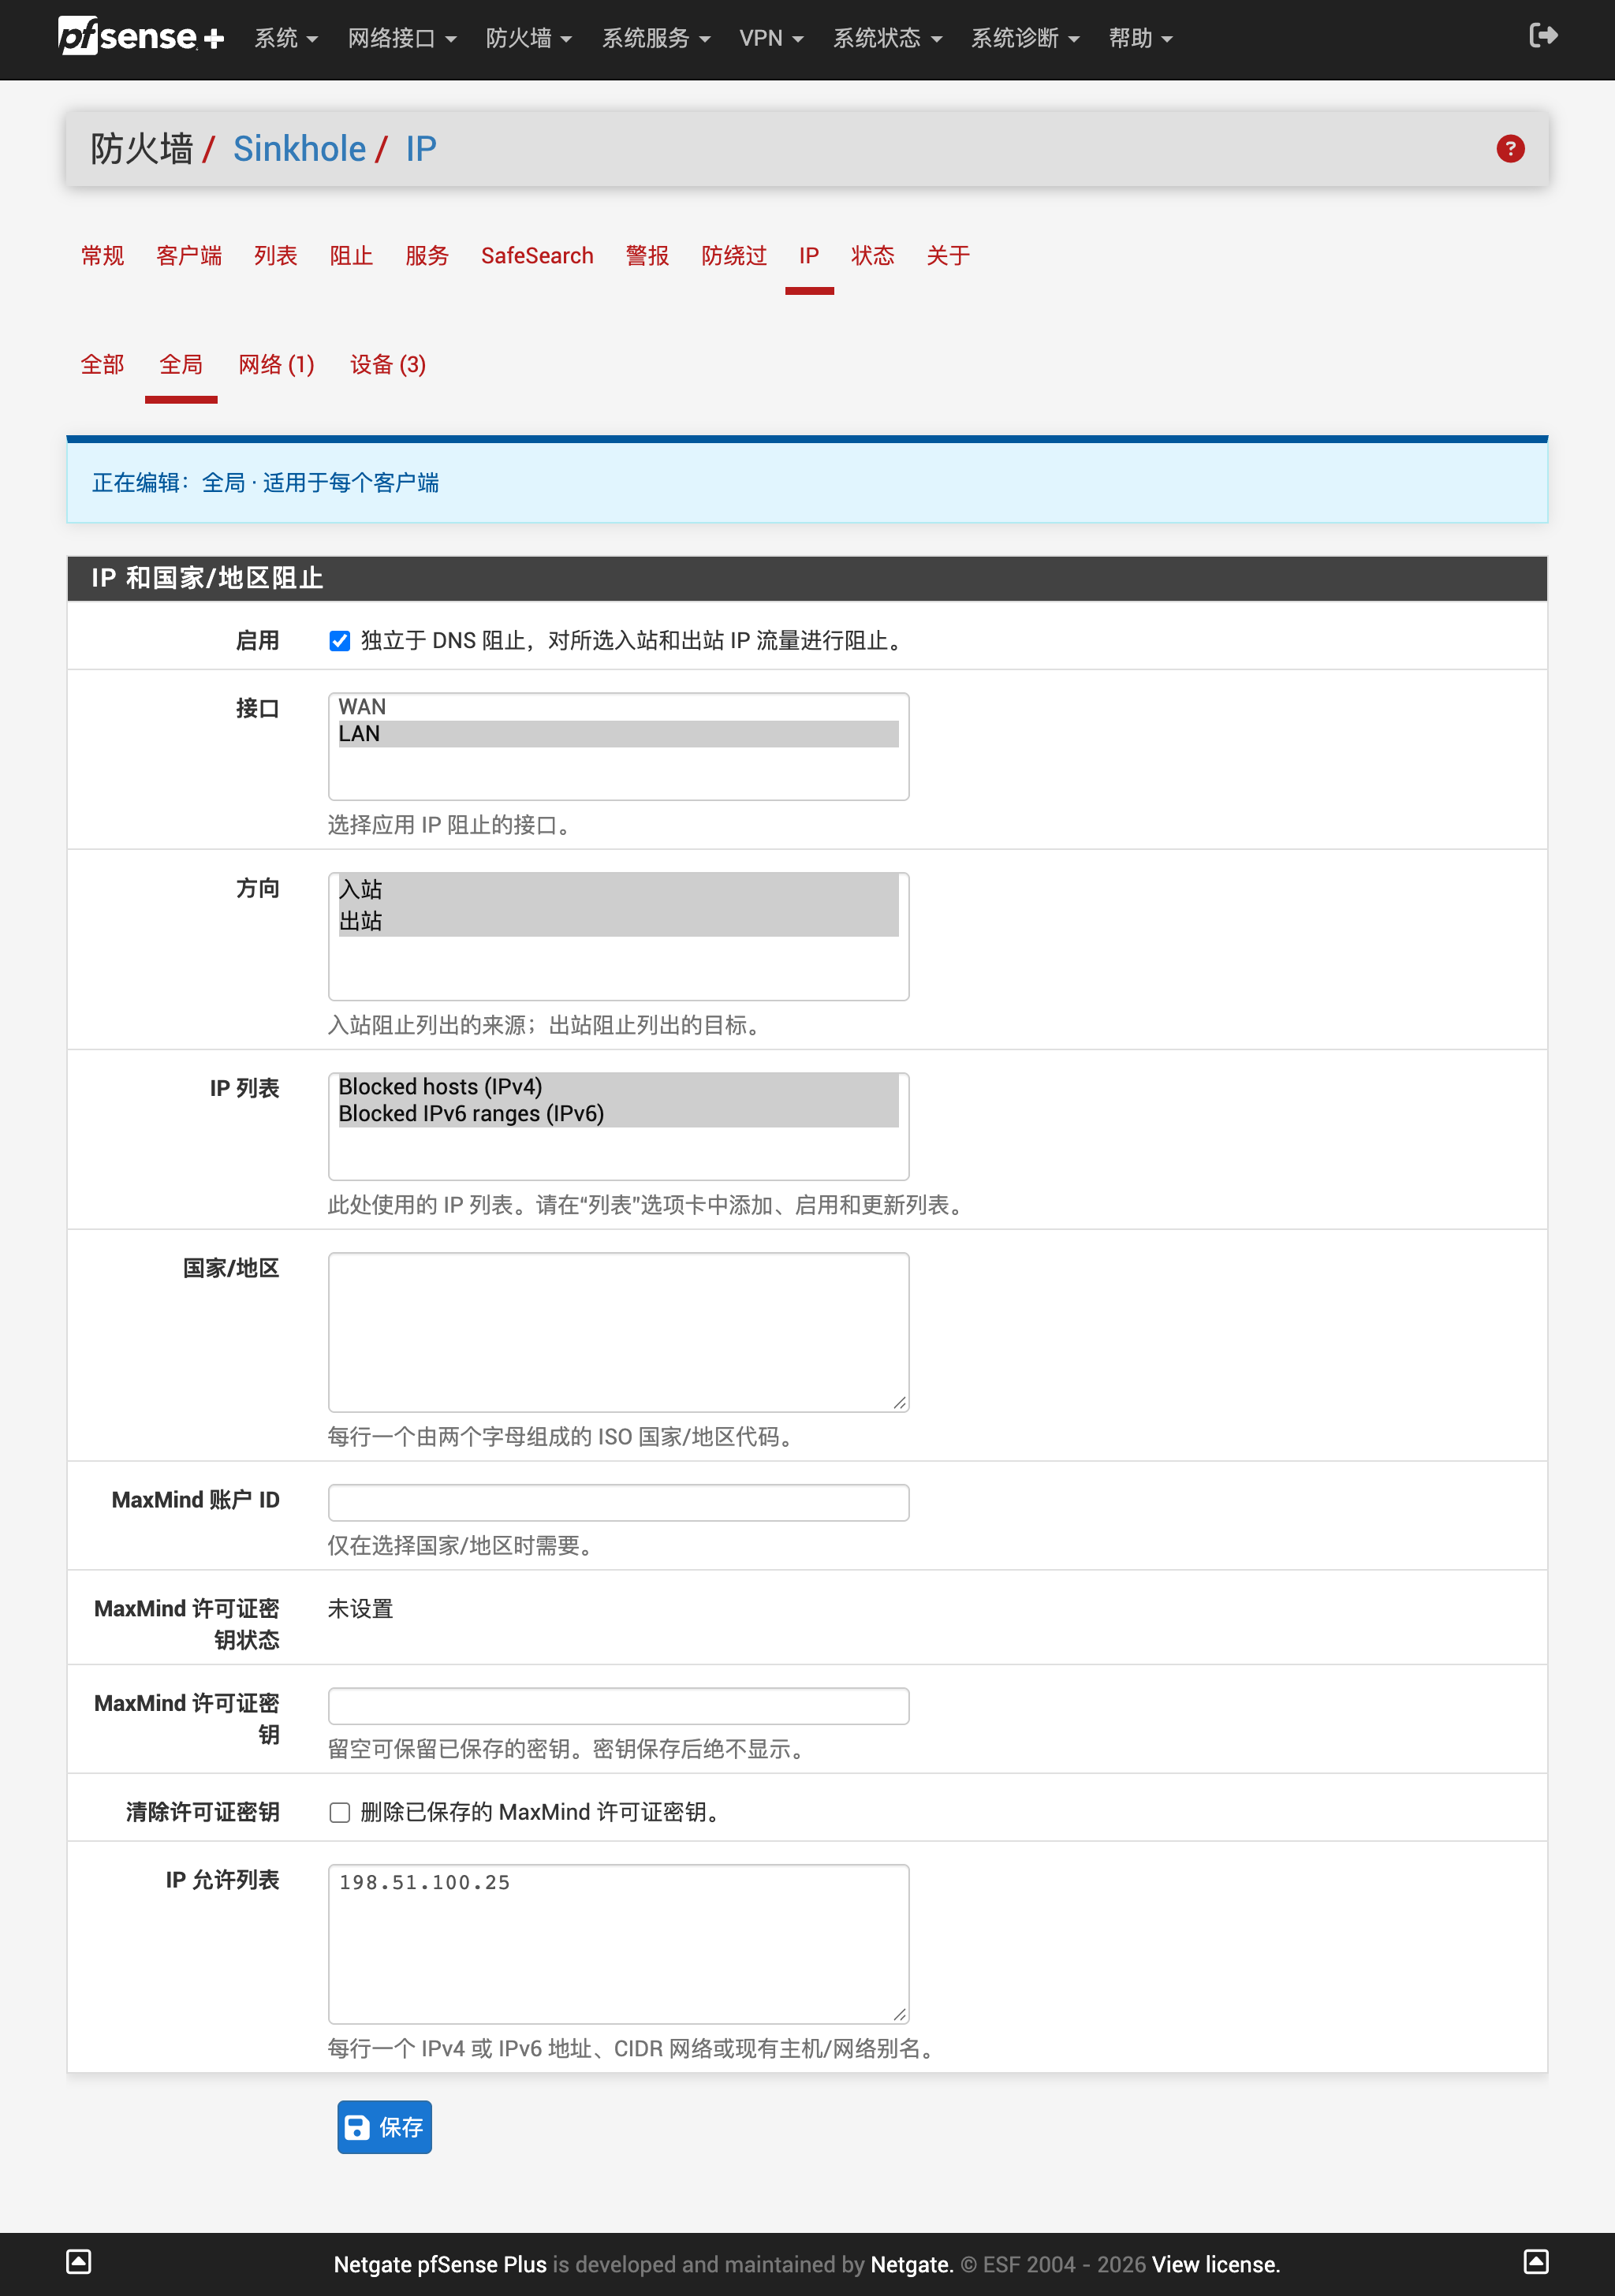 pfsense +
系统 网络接口 防火墙 系统服务 VPN 系统状态 系统诊断 帮助
防火墙 / Sinkhole / IP
常规 客户端 列表 阻止 服务 SafeSearch 警报 防绕过 IP 状态 关于
全部 全局 网络 (1) 设备 (3)
正在编辑：全局 · 适用于每个客户端
IP 和国家/地区阻止
启用 独立于 DNS 阻止，对所选入站和出站 IP 流量进行阻止。
接口 WAN
LAN
选择应用 IP 阻止的接口。
方向 入站
出站
入站阻止列出的来源；出站阻止列出的目标。
IP 列表 Blocked hosts (IPv4)
Blocked IPv6 ranges (IPv6)
此处使用的 IP 列表。请在“列表”选项卡中添加、启用和更新列表。
国家/地区
每行一个由两个字母组成的 ISO 国家/地区代码。
MaxMind 账户 ID
仅在选择国家/地区时需要。
MaxMind 许可证密 未设置
钥状态
MaxMind 许可证密
钥
留空可保留已保存的密钥。密钥保存后绝不显示。
清除许可证密钥 删除已保存的 MaxMind 许可证密钥。
IP 允许列表 198.51.100.25
每行一个 IPv4 或 IPv6 地址、CIDR 网络或现有主机/网络别名。
保存
Netgate pfSense Plus is developed and maintained by Netgate. © ESF 2004 - 2026 View license.